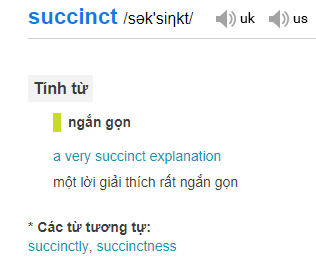 succinct /sək'siηkt/ uk us
Tính từ
ngắn gọn
a very succinct explanation
một lời giải thích rất ngắn gọn
* Các từ tương tự:
succinctly, succinctness